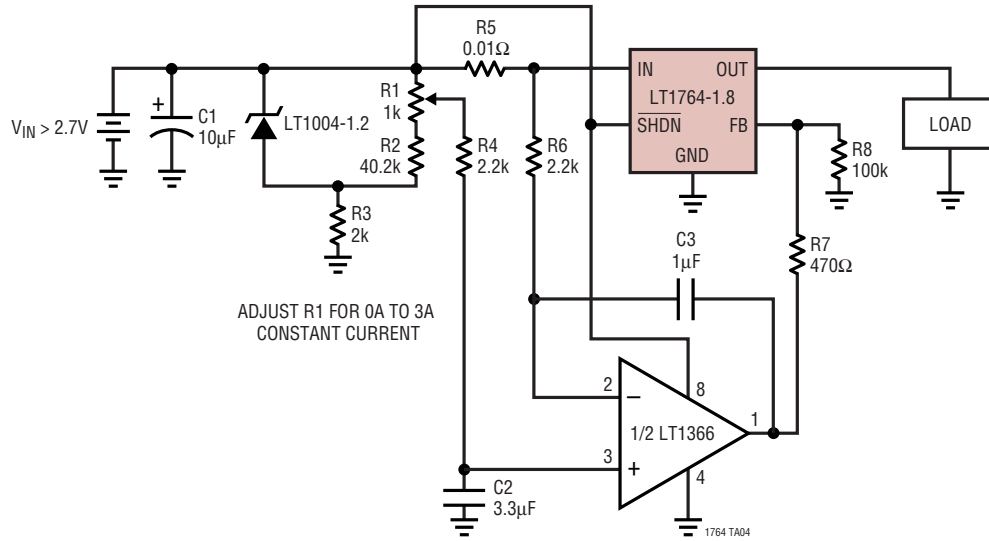 R5
0.01Ω
IN
OUT
R1
1k
LT1764-1.8
VIN > 2.7V
+
C1
10µF
LT1004-1.2
SHDN
FB
LOAD
R2
40.2k
R4
2.2k
R6
2.2k
GND
R8
100k
R3
2k
C3
1µF
R7
470Ω
ADJUST R1 FOR 0A TO 3A
CONSTANT CURRENT
2
–
8
1/2 LT1366
1
3
+
4
C2
3.3µF
1764 TA04